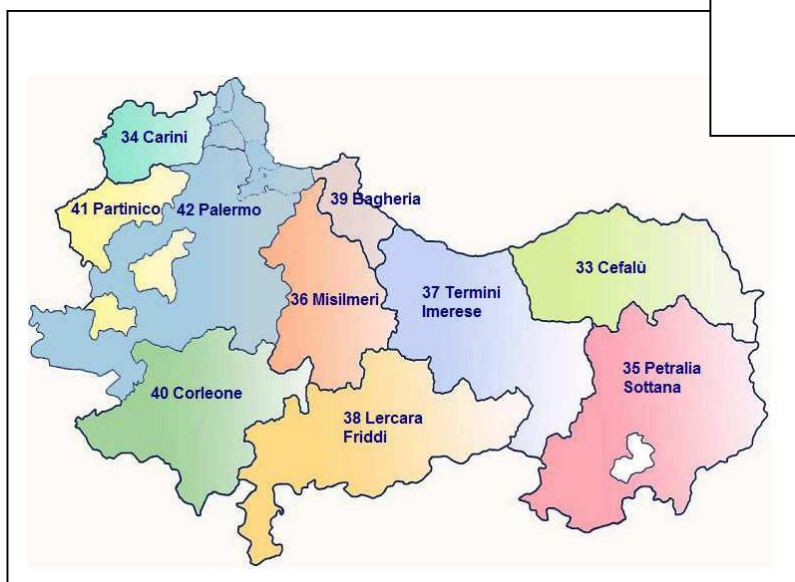 34 Carini
39 Bagheria
41 Partinico
42 Palermo
33 Cefalù
36 Misilmeri
37 Termini
Imerese
35 Petralia
Sottana
40 Corleone
38 Lercara
Friddi